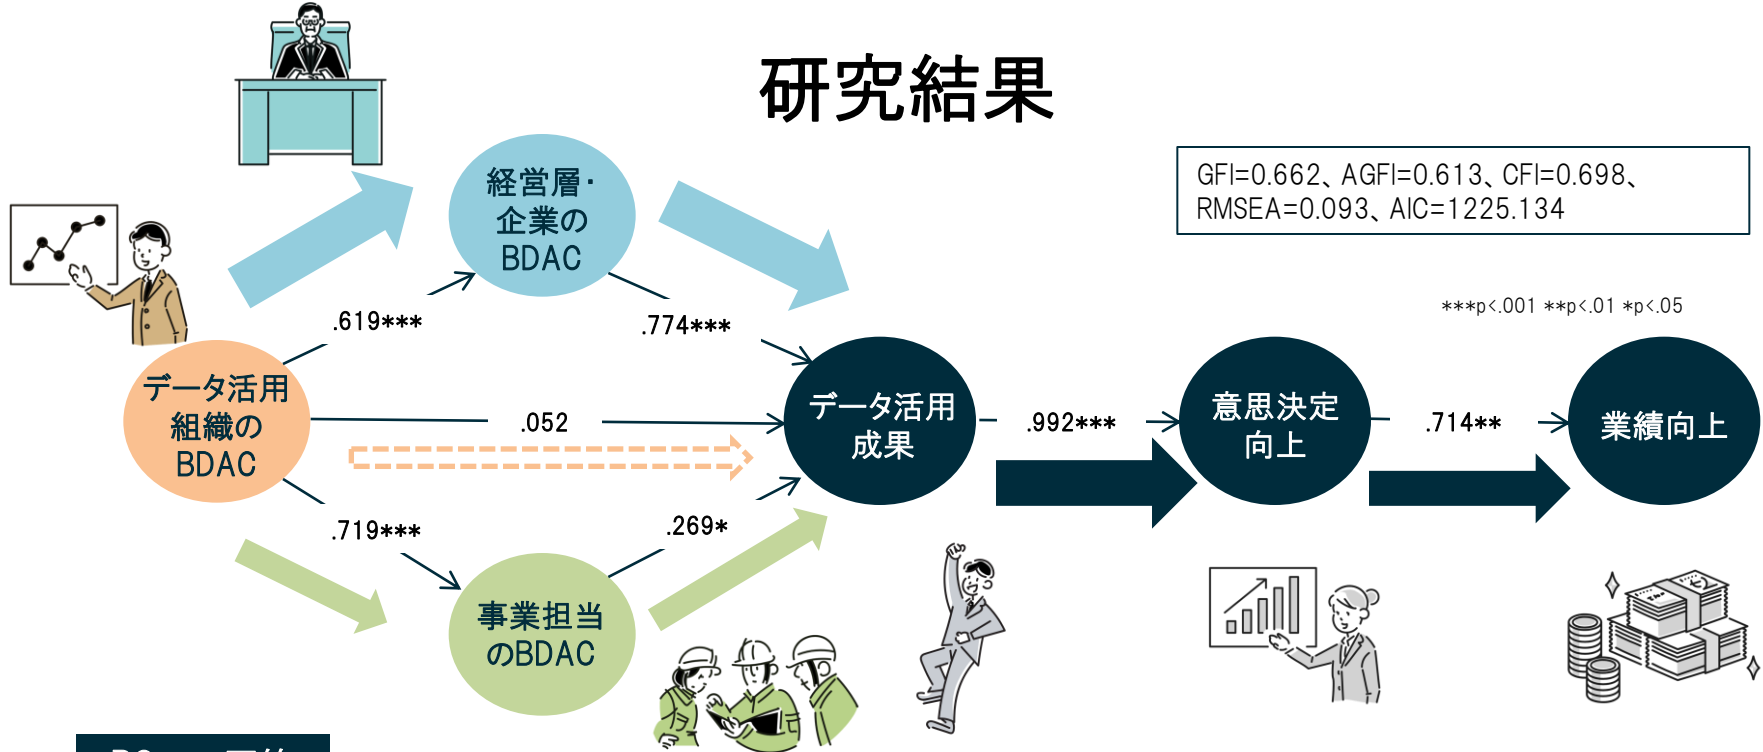 研究結果
GFI=0.662、AGFI=0.613、CFI=0.698、
RMSEA=0.093、AIC=1225.134
***p<.001 **p<.01 *p<.05
経営層・
企業の
BDAC
.619***
.774***
データ活用
組織の
BDAC
.052
データ活用
成果
.992***
意思決定
向上
.714**
業績向上
.719***
.269*
事業担当
のBDAC